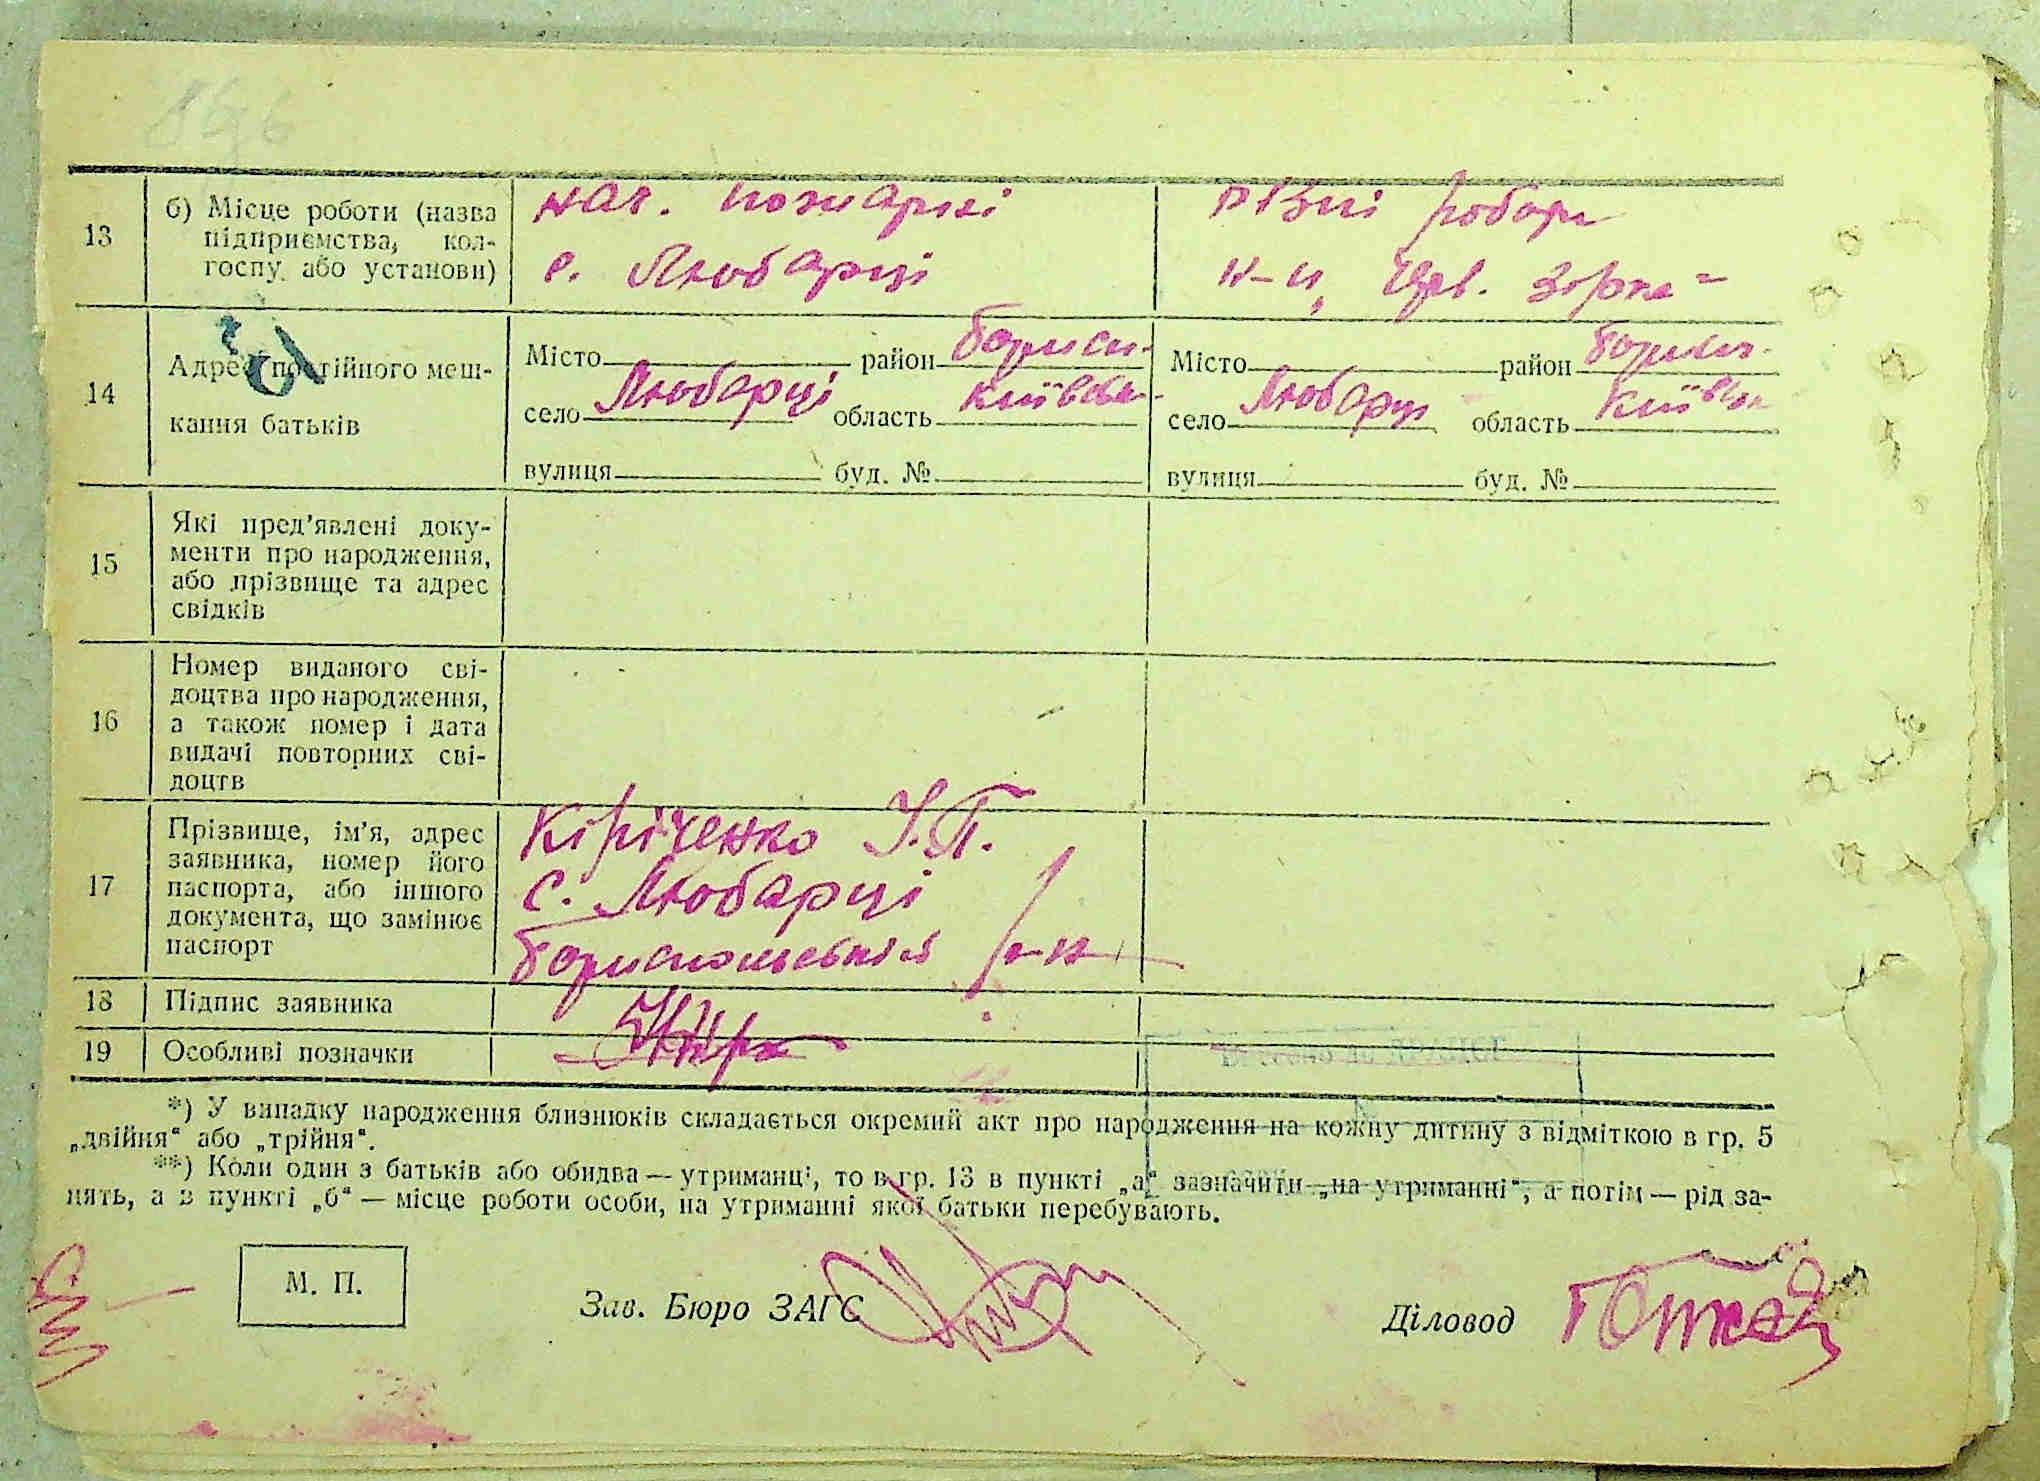 13
б) Місце роботи (назва
підприємства, кол-
госпу або установи)
нач. пожарні
с. Любарці
різні роботи
к-п, Черв. зорка =
14
Адрес постійного меш-
кання батьків
Місто район Борисп.
село Любарці область Київська
вулиця буд. №
Місто район Борисп.
село Любарці область Київська
вулиця буд. №
15
Які пред'явлені доку-
менти про народження,
або прізвище та адрес
свідків
16
Номер виданого сві-
доцтва про народження,
а також номер і дата
видачі повторних сві-
доцтв
17
Прізвище, ім'я, адрес
заявника, номер його
паспорта, або іншого
документа, що замінює
паспорт
Кіріченко І. П.
с. Любарці
Бориспольський р-н
18 Підпис заявника
19 Особливі позначки
*) У випадку народження близнюків складається окремий акт про народження на кожну дитину з відміткою в гр. 5
„двійня" або „трійня".
**) Коли один з батьків або обидва — утриманці, то в гр. 13 в пункті „а" зазначити „на утриманні", а потім — рід за-
нять, а в пункті „б" — місце роботи особи, на утриманні якої батьки перебувають.
М. П.
Зав. Бюро ЗАГС
Діловод